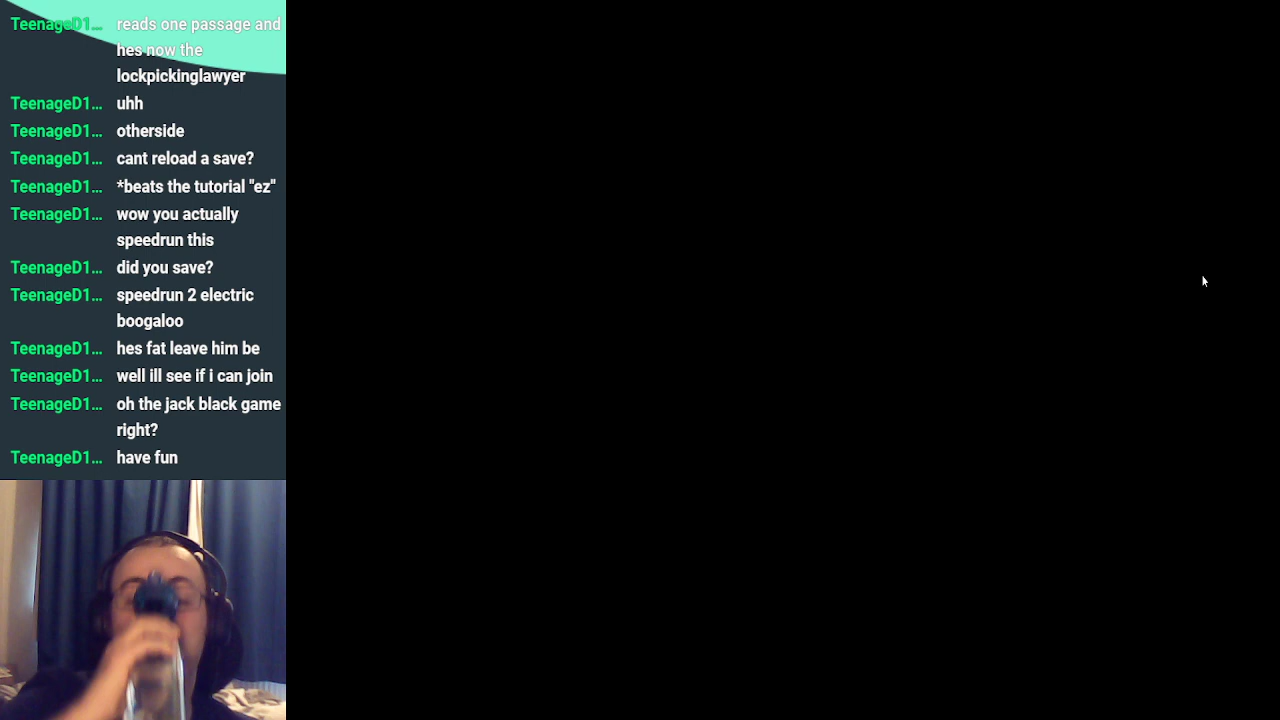 TeenageD1... reads one passage and
hes now the
lockpickinglawyer
TeenageD1... uhh
TeenageD1... otherside
TeenageD1... cant reload a save?
TeenageD1... *beats the tutorial "ez"
TeenageD1... wow you actually
speedrun this
TeenageD1... did you save?
TeenageD1... speedrun 2 electric
boogaloo
TeenageD1... hes fat leave him be
TeenageD1... well ill see if i can join
TeenageD1... oh the jack black game
right?
TeenageD1... have fun